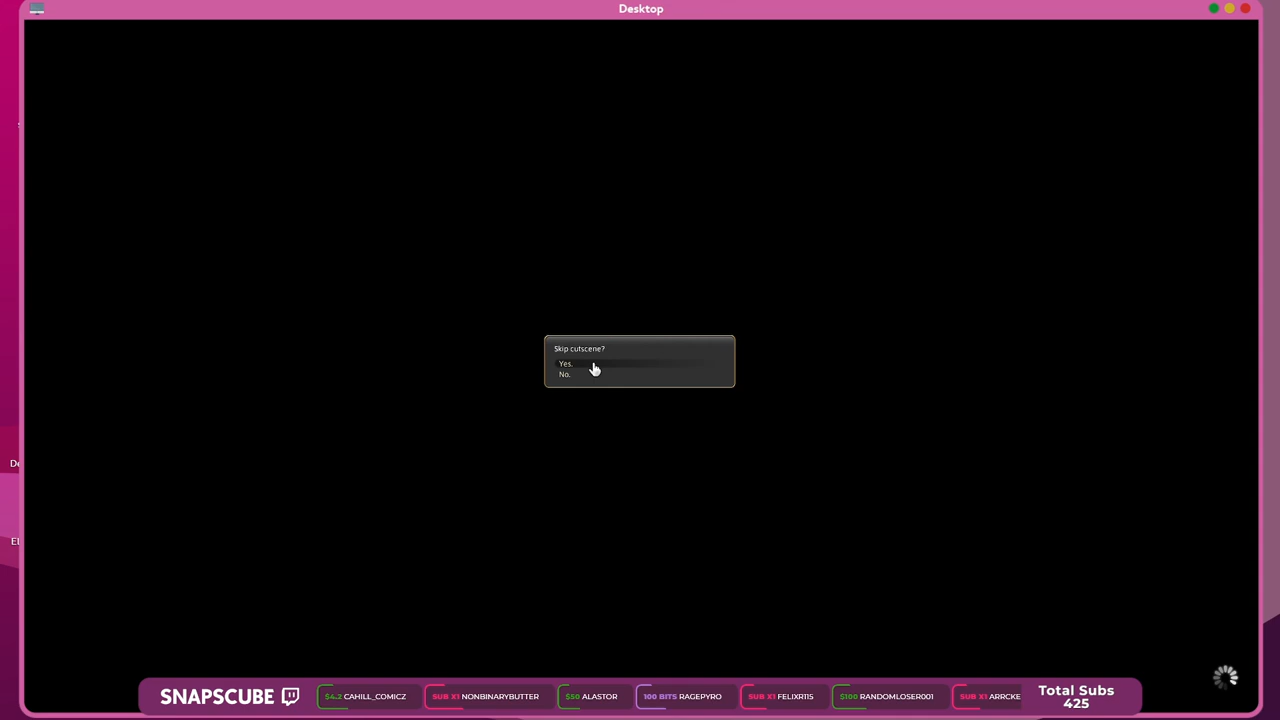 Desktop
Skip cutscene?
Yes.
No.
SNAPSCUBE
$4.2 CAHILL_COMICZ
SUB X1 NONBINARYBUTTER
$50 ALASTOR
100 BITS RAGEPYRO
SUB X1 FELIXR115
$100 RANDOMLOSER001
SUB X1 ARRCKE
Total Subs
425